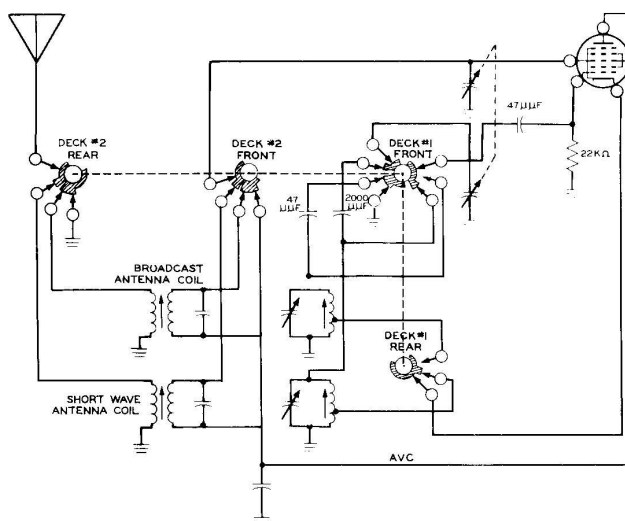 DECK #2
REAR
DECK #2
FRONT
DECK #1
FRONT
47μμF
22KΩ
47
μμF
2000
μμF
BROADCAST
ANTENNA COIL
DECK #1
REAR
SHORT WAVE
ANTENNA COIL
AVC